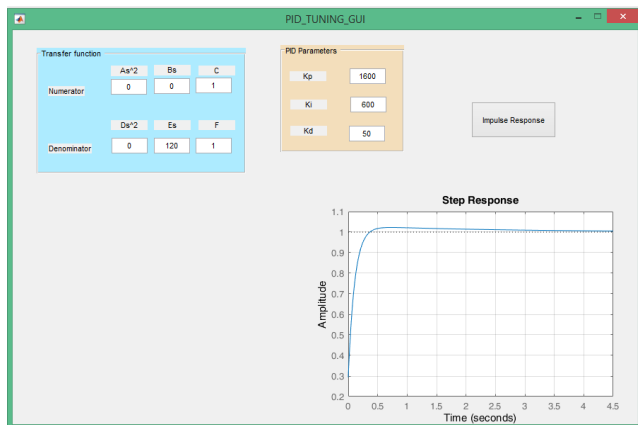 PID_TUNING_GUI
Transfer function
As^2 Bs C
Numerator 0 0 1
Ds^2 Es F
Denominator 0 120 1
PID Parameters
Kp 1600
Ki 600
Kd 50
Impulse Response
Step Response
Amplitude
1.1
1
0.9
0.8
0.7
0.6
0.5
0.4
0.3
0.2
0 0.5 1 1.5 2 2.5 3 3.5 4 4.5
Time (seconds)